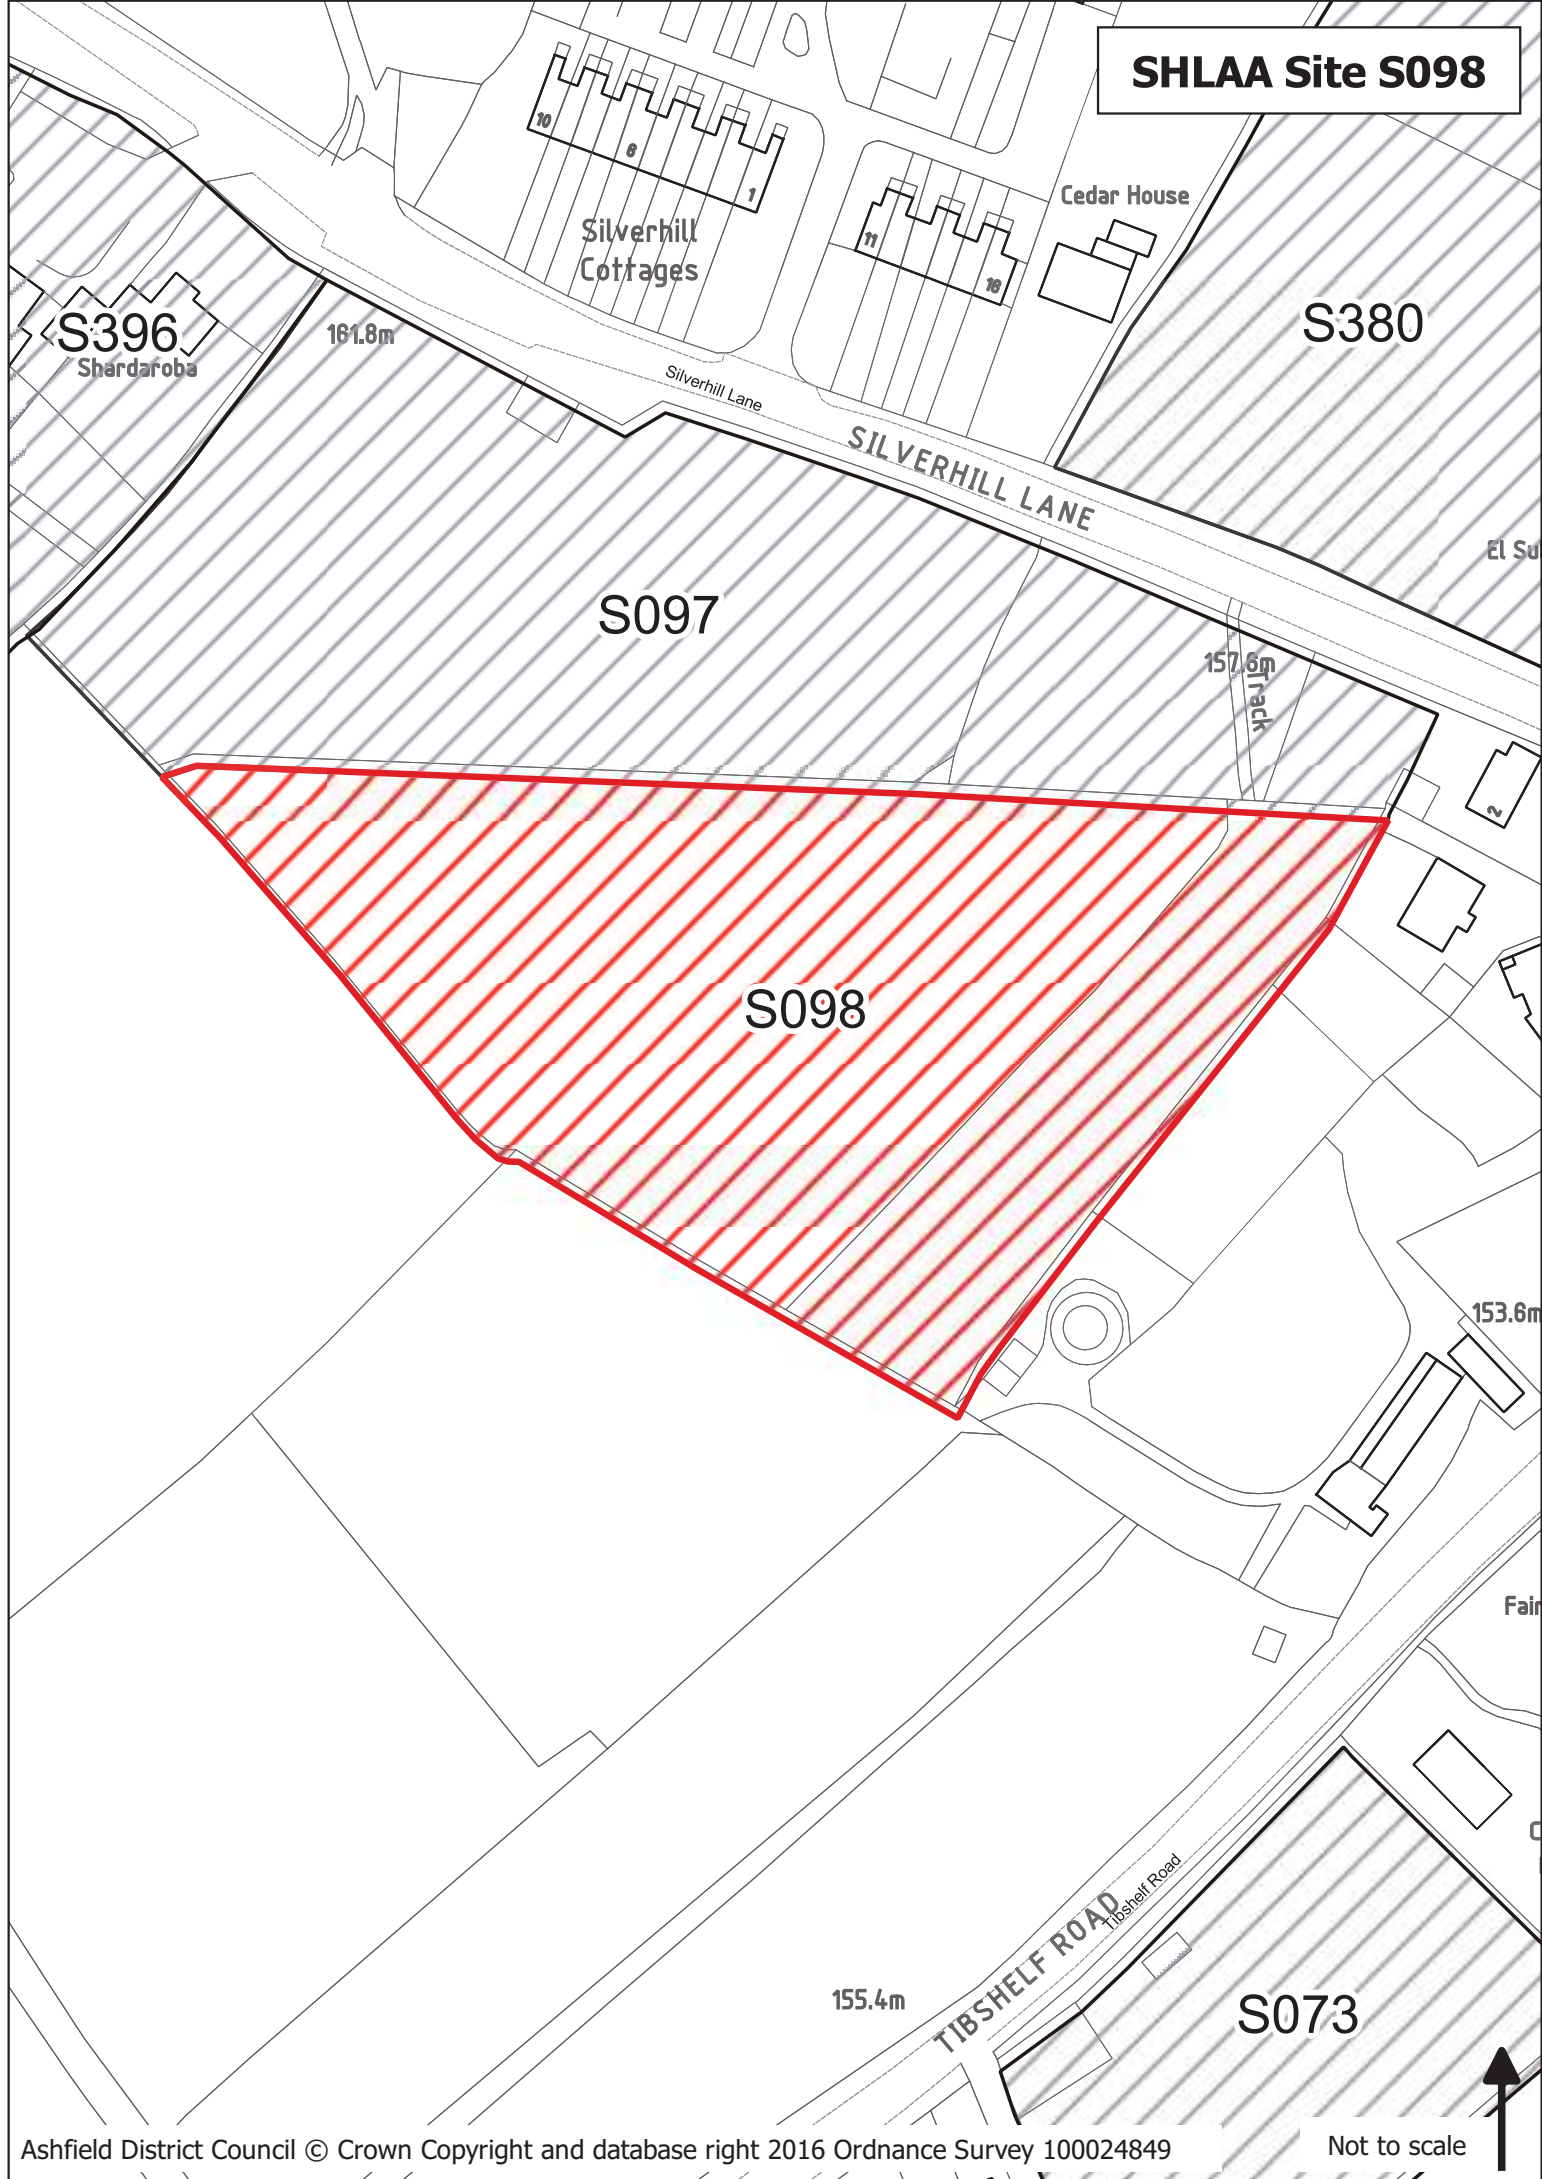 SHLAA Site S098
10
6
1
Cedar House
Silverhill
Cottages
11
16
S380
S396
Shardaroba
161.8m
Silverhill Lane
SILVERHILL LANE
El Su
S097
157.6m
Track
2
S098
153.6m
Fair
Tibshelf Road
TIBSHELF ROAD
155.4m
S073
Ashfield District Council © Crown Copyright and database right 2016 Ordnance Survey 100024849
Not to scale